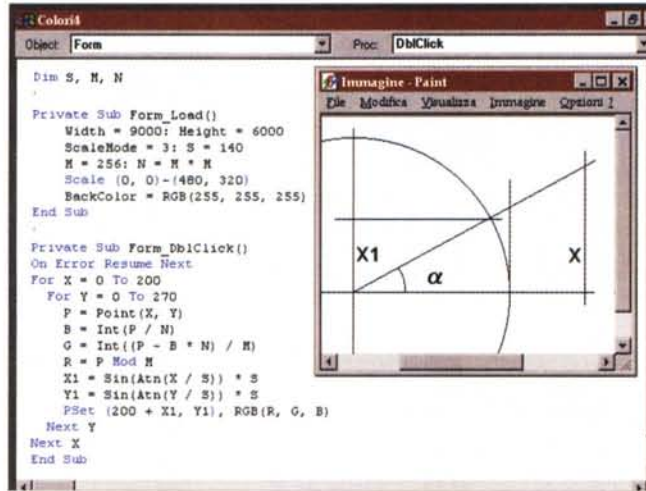 Colori4
Object: Form Proc: DblClick
Dim S, M, N
'
Private Sub Form_Load()
Width = 9000: Height = 6000
ScaleMode = 3: S = 140
M = 256: N = M * M
Scale (0, 0)-(480, 320)
BackColor = RGB(255, 255, 255)
End Sub
'
Private Sub Form_DblClick()
On Error Resume Next
For X = 0 To 200
For Y = 0 To 270
P = Point(X, Y)
B = Int(P / N)
G = Int((P - B * N) / M)
R = P Mod M
X1 = Sin(Atn(X / S)) * S
Y1 = Sin(Atn(Y / S)) * S
PSet (200 + X1, Y1), RGB(R, G, B)
Next Y
Next X
End Sub
Immagine - Paint
File Modifica Visualizza Immagine Opzioni ?
X1 α X